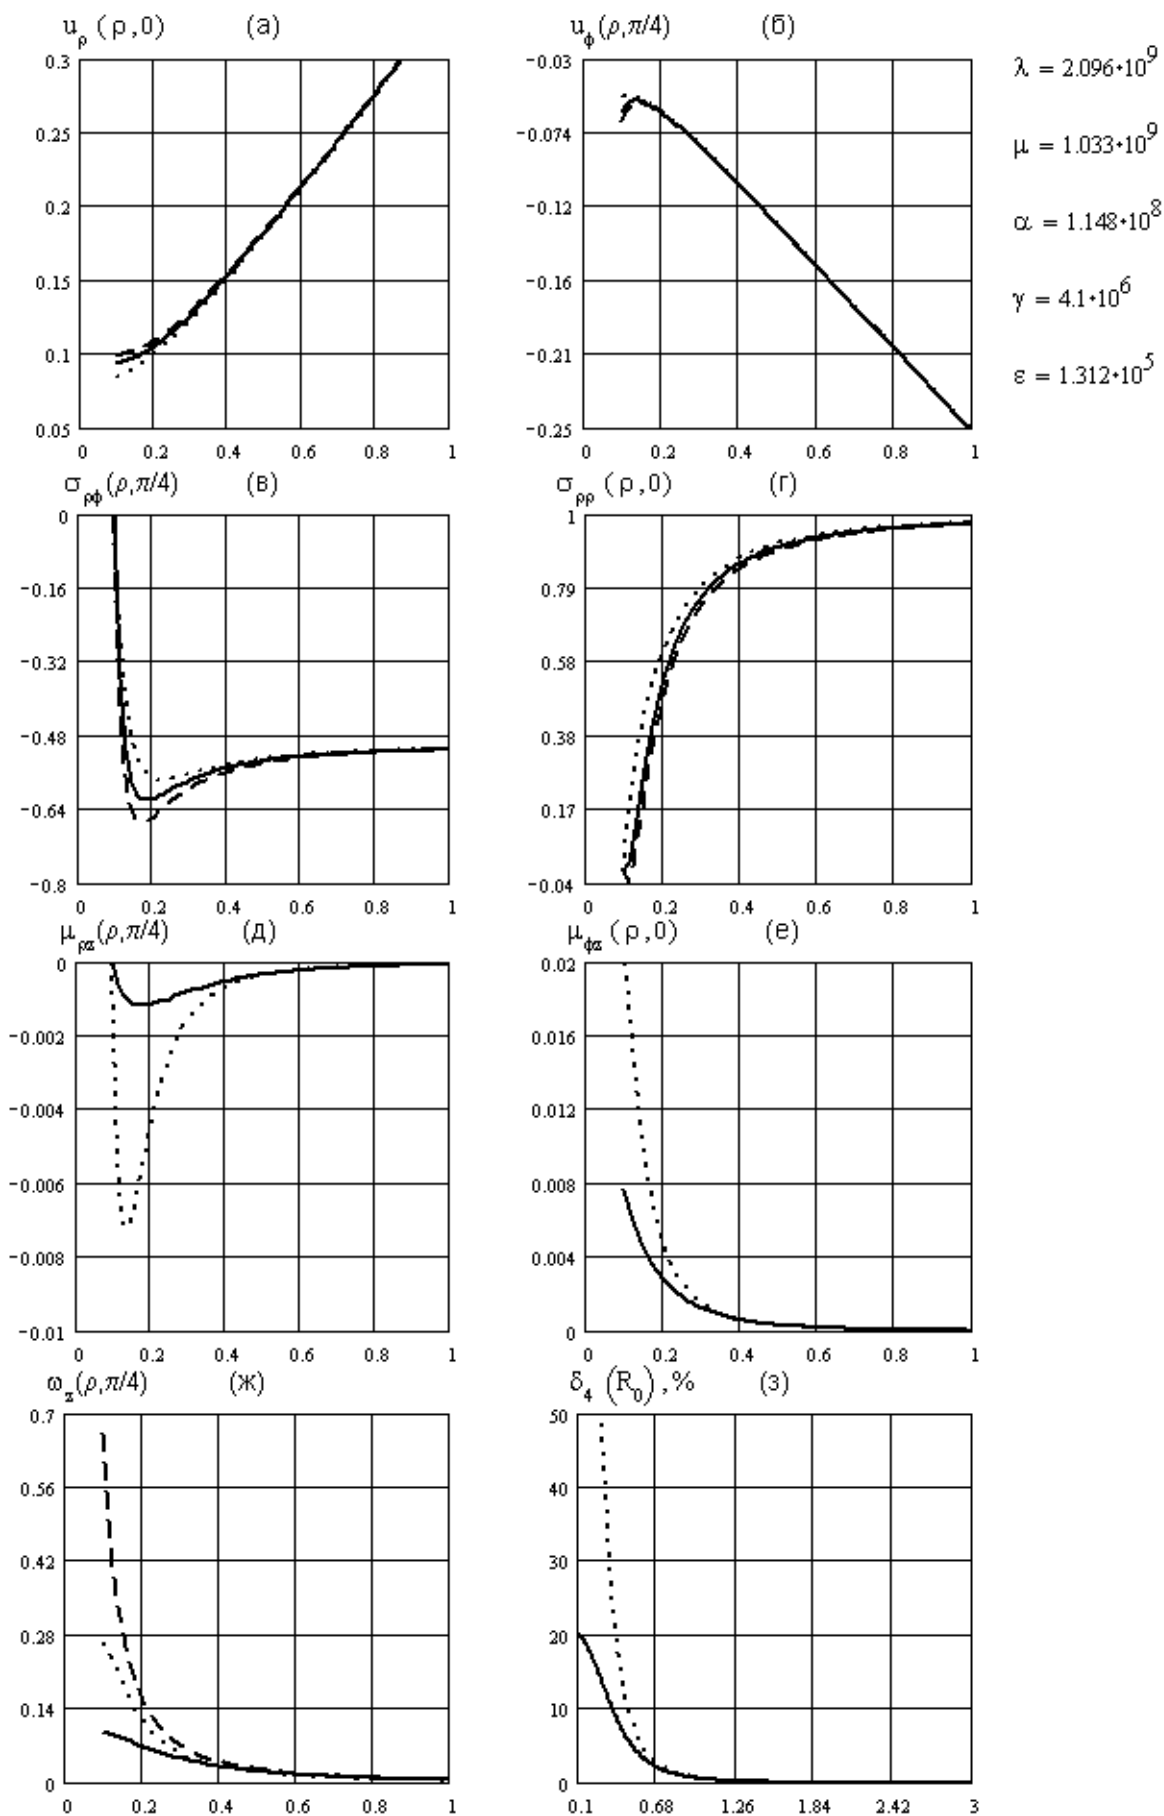 u_ρ (ρ,0) (а)
0.3
0.25
0.2
0.15
0.1
0.05
0 0.2 0.4 0.6 0.8 1
u_ϕ(ρ,π/4) (б)
−0.03
−0.074
−0.12
−0.16
−0.21
−0.25
0 0.2 0.4 0.6 0.8 1
λ = 2.096•10^9
μ = 1.033•10^9
α = 1.148•10^8
γ = 4.1•10^6
ε = 1.312•10^5
σ_ρϕ(ρ,π/4) (в)
0
−0.16
−0.32
−0.48
−0.64
−0.8
0 0.2 0.4 0.6 0.8 1
σ_ρρ (ρ,0) (г)
1
0.79
0.58
0.38
0.17
−0.04
0 0.2 0.4 0.6 0.8 1
μ_ρz(ρ,π/4) (д)
0
−0.002
−0.004
−0.006
−0.008
−0.01
0 0.2 0.4 0.6 0.8 1
μ_ϕz (ρ,0) (е)
0.02
0.016
0.012
0.008
0.004
0
0 0.2 0.4 0.6 0.8 1
ω_z(ρ,π/4) (ж)
0.7
0.56
0.42
0.28
0.14
0
0 0.2 0.4 0.6 0.8 1
δ_4 (R_0) ,% (з)
50
40
30
20
10
0
0.1 0.68 1.26 1.84 2.42 3